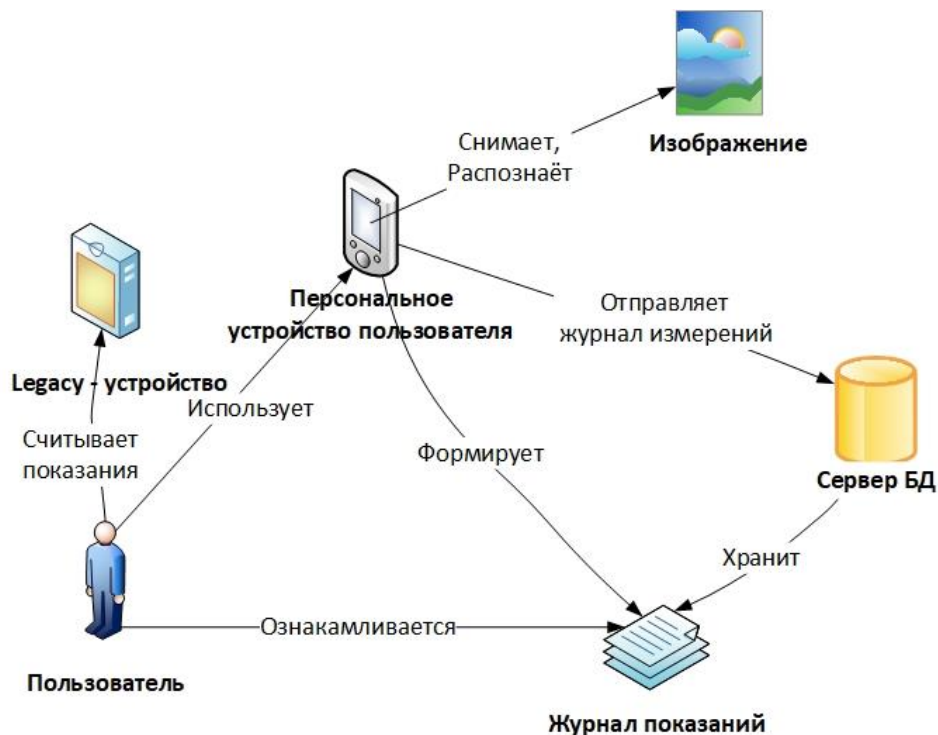 Изображение
Снимает,
Распознаёт
Персональное
устройство пользователя
Отправляет
журнал измерений
Legacy - устройство
Использует
Считывает
показания
Формирует
Сервер БД
Хранит
Ознакамливается
Пользователь
Журнал показаний